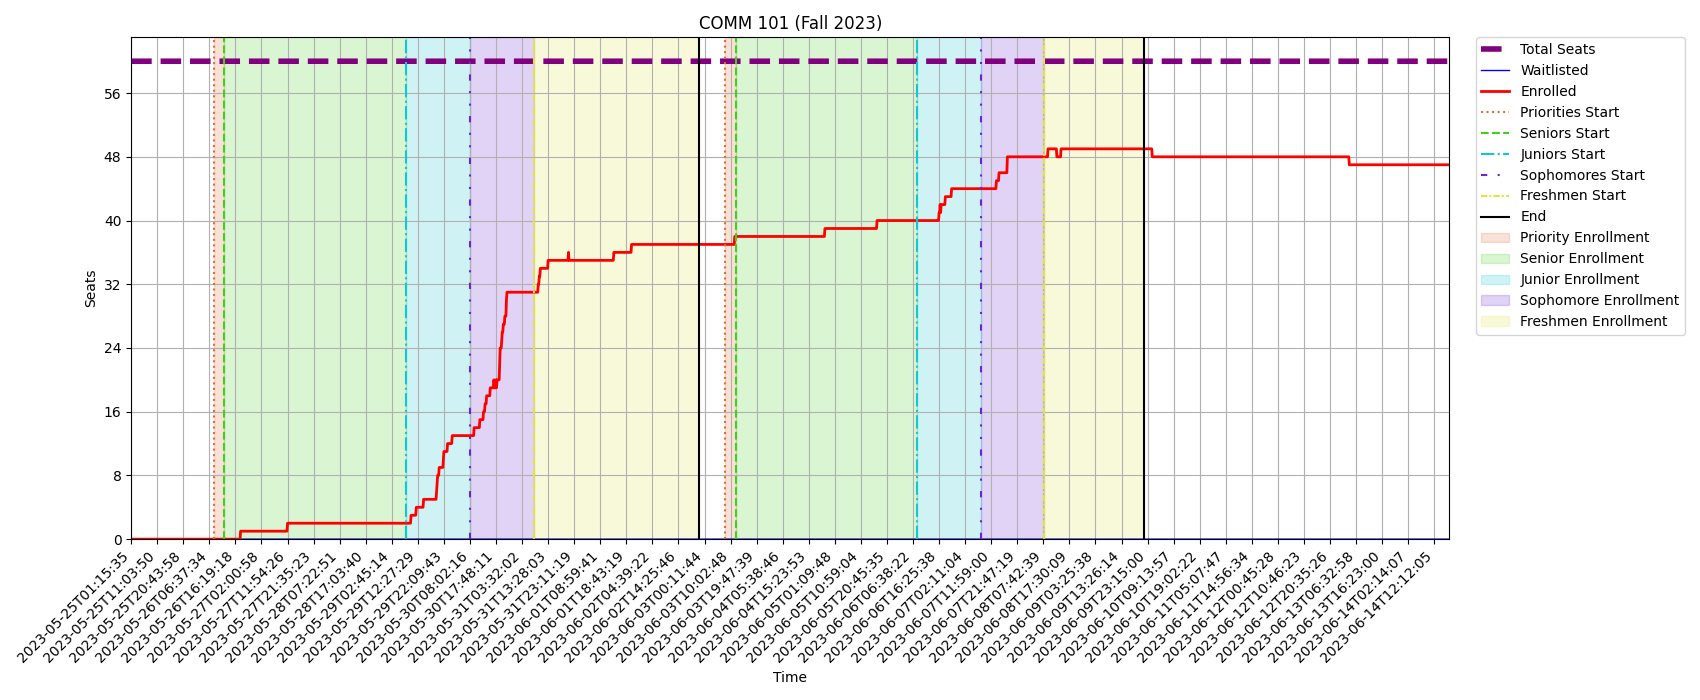 COMM 101 (Fall 2023)
Seats
56
48
40
32
24
16
8
0
2023-05-25T01:15:35
2023-05-25T11:03:50
2023-05-25T20:43:58
2023-05-26T06:37:34
2023-05-26T16:19:18
2023-05-27T02:00:58
2023-05-27T11:54:26
2023-05-27T21:35:23
2023-05-28T07:22:51
2023-05-28T17:03:40
2023-05-29T02:45:14
2023-05-29T12:27:29
2023-05-29T22:09:43
2023-05-30T08:02:16
2023-05-30T17:48:11
2023-05-31T03:32:02
2023-05-31T13:28:03
2023-05-31T23:11:19
2023-06-01T08:59:41
2023-06-01T18:43:19
2023-06-02T04:39:22
2023-06-02T14:25:46
2023-06-03T00:11:44
2023-06-03T10:02:48
2023-06-03T19:47:39
2023-06-04T05:38:46
2023-06-04T15:23:53
2023-06-05T01:09:48
2023-06-05T10:59:04
2023-06-05T20:45:35
2023-06-06T06:38:22
2023-06-06T16:25:38
2023-06-07T02:11:04
2023-06-07T11:59:00
2023-06-07T21:47:19
2023-06-08T07:42:39
2023-06-08T17:30:09
2023-06-09T03:25:38
2023-06-09T13:26:14
2023-06-09T23:15:00
2023-06-10T09:13:57
2023-06-10T19:02:22
2023-06-11T05:07:47
2023-06-11T14:56:34
2023-06-12T00:45:28
2023-06-12T10:46:23
2023-06-12T20:35:26
2023-06-13T06:32:58
2023-06-13T16:23:00
2023-06-14T02:14:07
2023-06-14T12:12:05
Time
Total Seats
Waitlisted
Enrolled
Priorities Start
Seniors Start
Juniors Start
Sophomores Start
Freshmen Start
End
Priority Enrollment
Senior Enrollment
Junior Enrollment
Sophomore Enrollment
Freshmen Enrollment